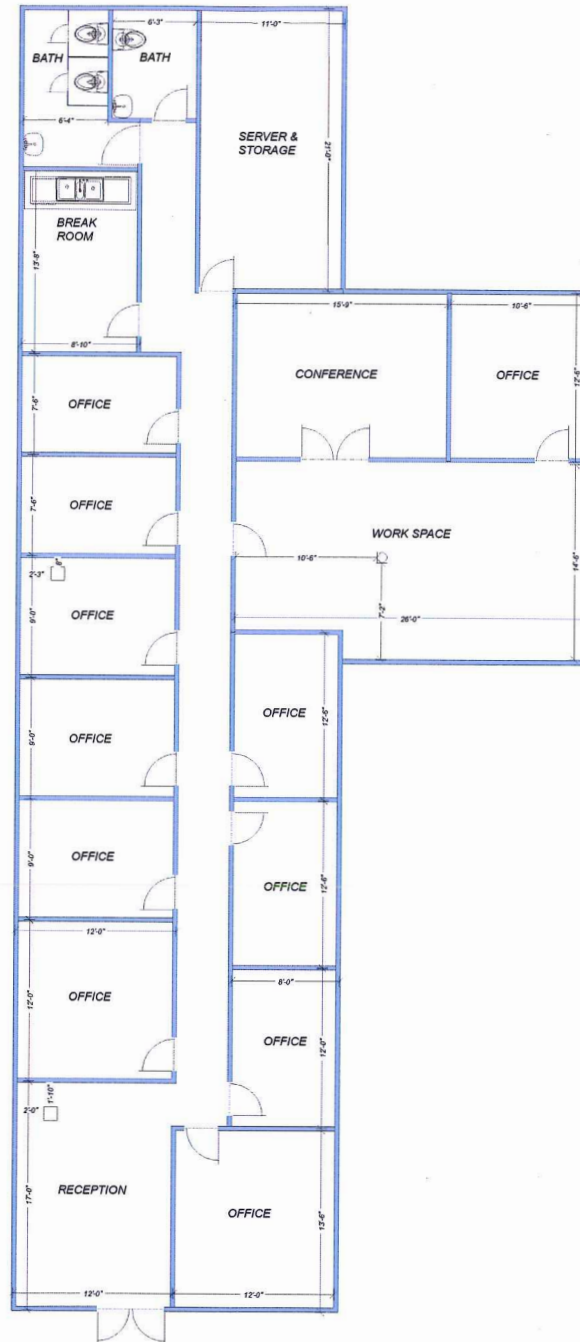 6'-3"
11'-0"
BATH
BATH
6'-4"
SERVER &
STORAGE
21'-0"
BREAK
ROOM
13'-8"
8'-10"
15'-9"
10'-6"
CONFERENCE
OFFICE
12'-6"
OFFICE
7'-6"
OFFICE
7'-6"
WORK SPACE
10'-6"
14'-6"
7'-2"
26'-0"
6"
2'-3"
OFFICE
9'-0"
OFFICE
12'-6"
OFFICE
9'-0"
OFFICE
9'-0"
OFFICE
12'-6"
12'-0"
OFFICE
12'-0"
8'-0"
OFFICE
12'-0"
1'-10"
2'-0"
RECEPTION
17'-0"
OFFICE
13'-6"
12'-0"
12'-0"